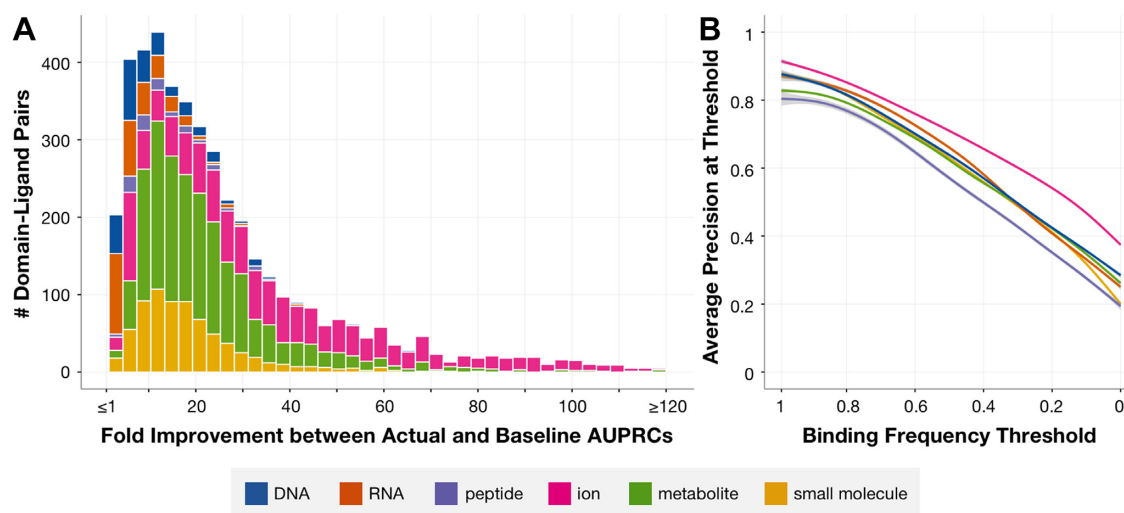 A
# Domain-Ligand Pairs
400
300
200
100
0
≤1
20
40
60
80
100
≥120
Fold Improvement between Actual and Baseline AUPRCs
B
Average Precision at Threshold
1
0.8
0.6
0.4
0.2
0
1
0.8
0.6
0.4
0.2
0
Binding Frequency Threshold
DNA
RNA
peptide
ion
metabolite
small molecule